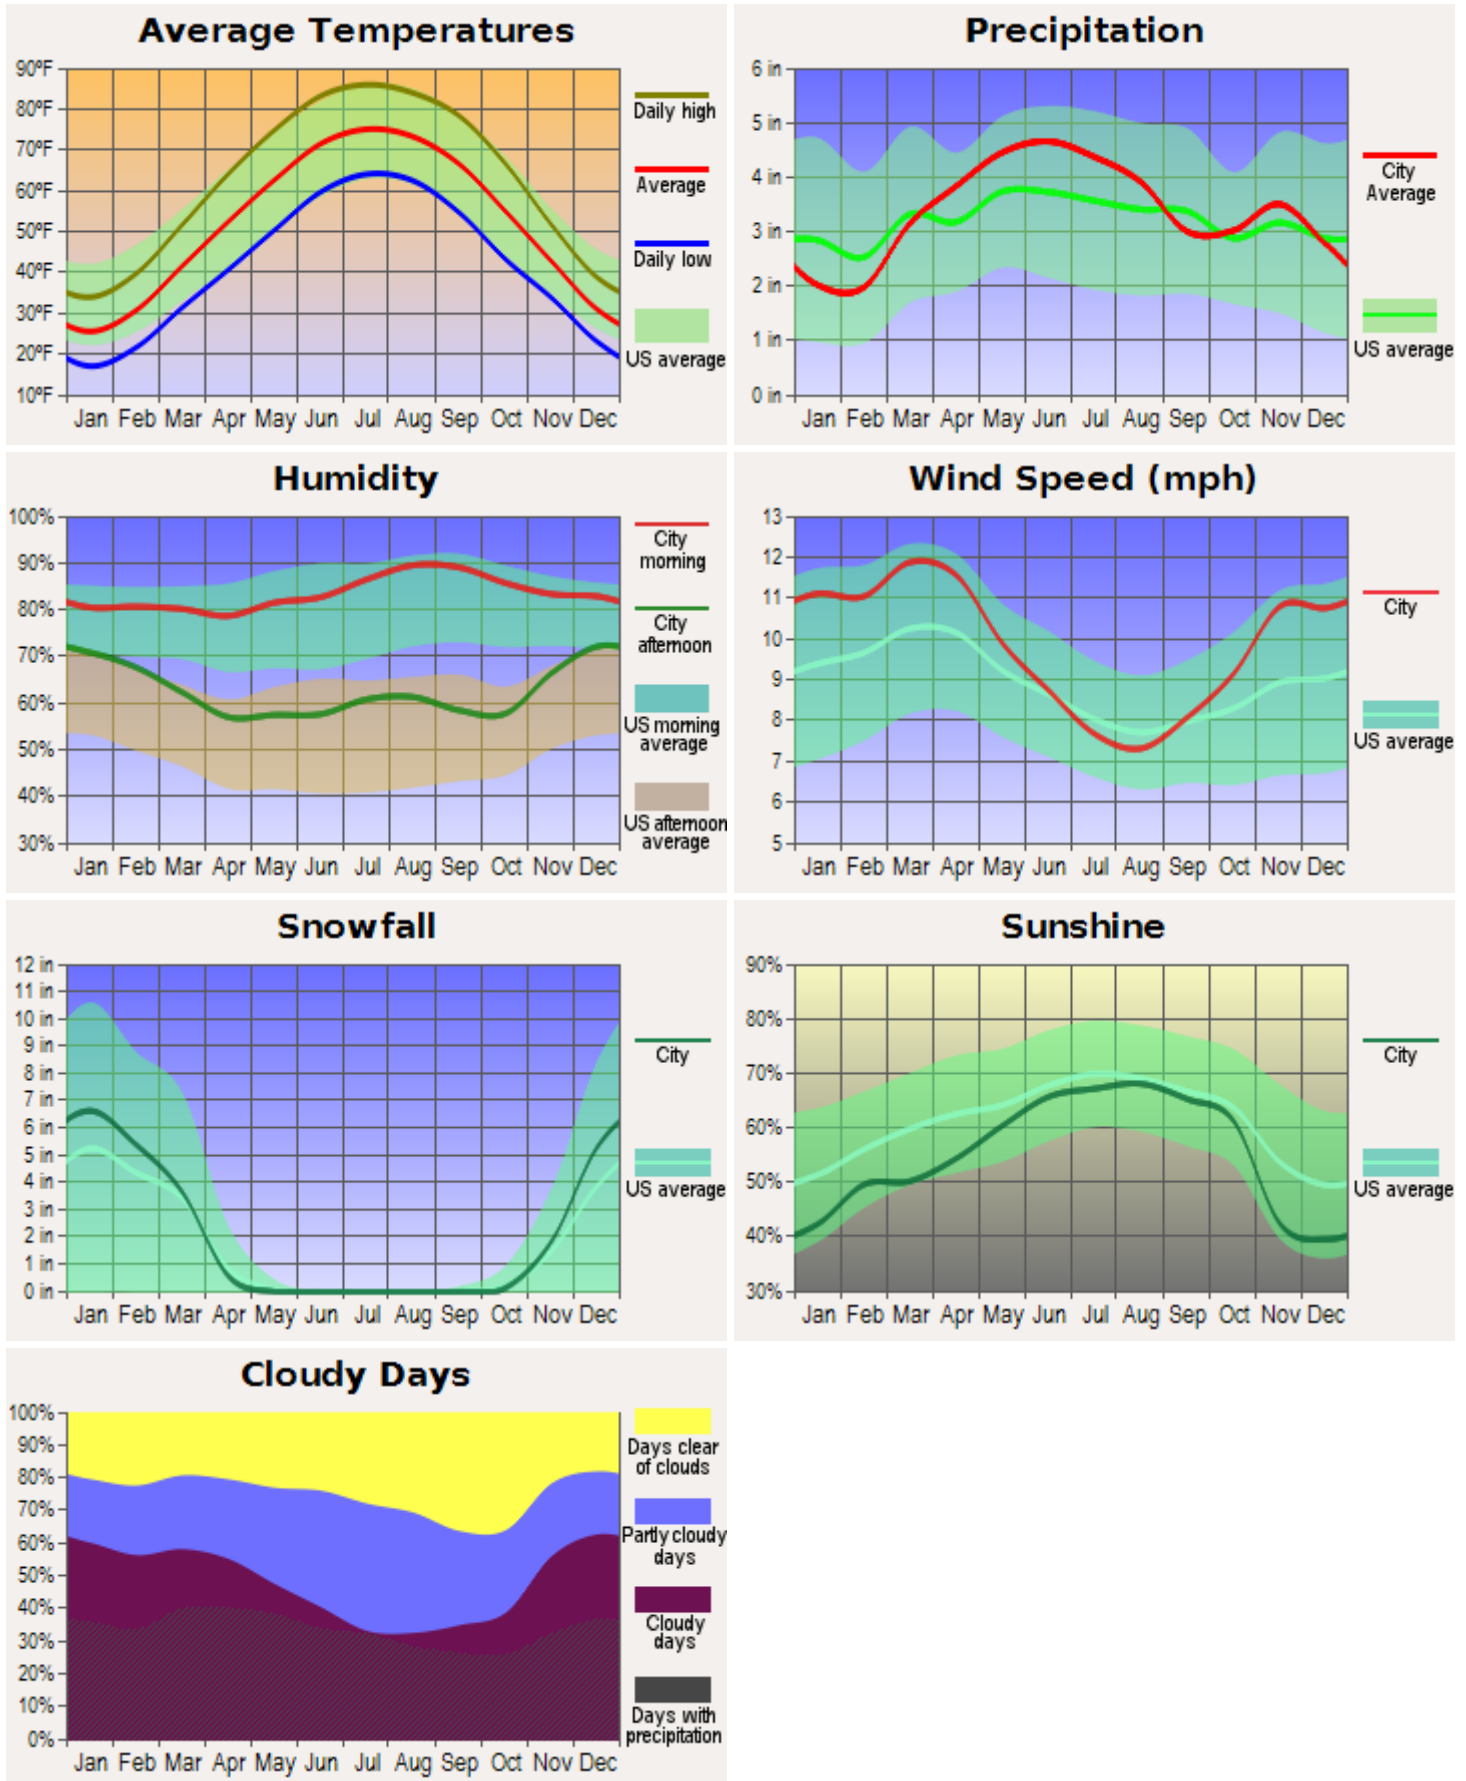 Average Temperatures
90ºF
80ºF
70ºF
60ºF
50ºF
40ºF
30ºF
20ºF
10ºF
Jan Feb Mar Apr May Jun Jul Aug Sep Oct Nov Dec
Daily high
Average
Daily low
US average
Precipitation
6 in
5 in
4 in
3 in
2 in
1 in
0 in
Jan Feb Mar Apr May Jun Jul Aug Sep Oct Nov Dec
City
Average
US average
Humidity
100%
90%
80%
70%
60%
50%
40%
30%
Jan Feb Mar Apr May Jun Jul Aug Sep Oct Nov Dec
City
morning
City
afternoon
US morning
average
US afternoon
average
Wind Speed (mph)
13
12
11
10
9
8
7
6
5
Jan Feb Mar Apr May Jun Jul Aug Sep Oct Nov Dec
City
US average
Snowfall
12 in
11 in
10 in
9 in
8 in
7 in
6 in
5 in
4 in
3 in
2 in
1 in
0 in
Jan Feb Mar Apr May Jun Jul Aug Sep Oct Nov Dec
City
US average
Sunshine
90%
80%
70%
60%
50%
40%
30%
Jan Feb Mar Apr May Jun Jul Aug Sep Oct Nov Dec
City
US average
Cloudy Days
100%
90%
80%
70%
60%
50%
40%
30%
20%
10%
0%
Jan Feb Mar Apr May Jun Jul Aug Sep Oct Nov Dec
Days clear
of clouds
Partly cloudy
days
Cloudy
days
Days with
precipitation